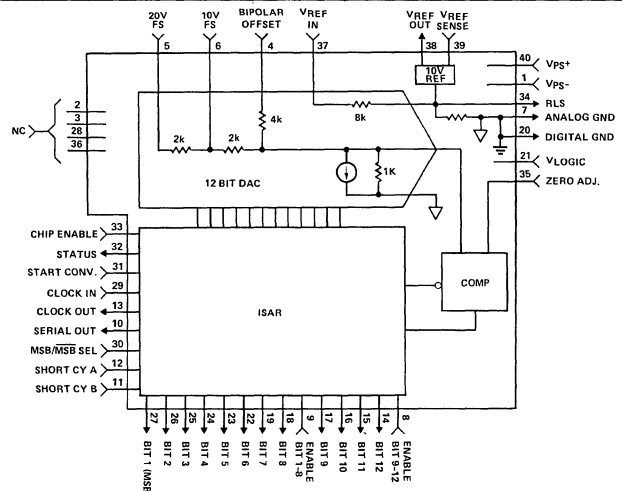 20V FS
10V FS
BIPOLAR OFFSET
VREF IN
VREF OUT
VREF SENSE
5
6
4
37
38
39
10V REF
40 VPS+
1 VPS-
34 RLS
7 ANALOG GND
20 DIGITAL GND
21 VLOGIC
35 ZERO ADJ.
NC
2
3
28
36
4k
8k
2k
2k
1K
12 BIT DAC
CHIP ENABLE 33
STATUS 32
START CONV. 31
CLOCK IN 29
CLOCK OUT 13
SERIAL OUT 10
MSB/MSB SEL 30
SHORT CY A 12
SHORT CY B 11
ISAR
COMP
27 BIT 1 (MSB
26 BIT 2
25 BIT 3
24 BIT 4
23 BIT 5
22 BIT 6
19 BIT 7
18 BIT 8
9 ENABLE BIT 1-8
17 BIT 9
16 BIT 10
15 BIT 11
14 BIT 12
8 ENABLE BIT 9-12